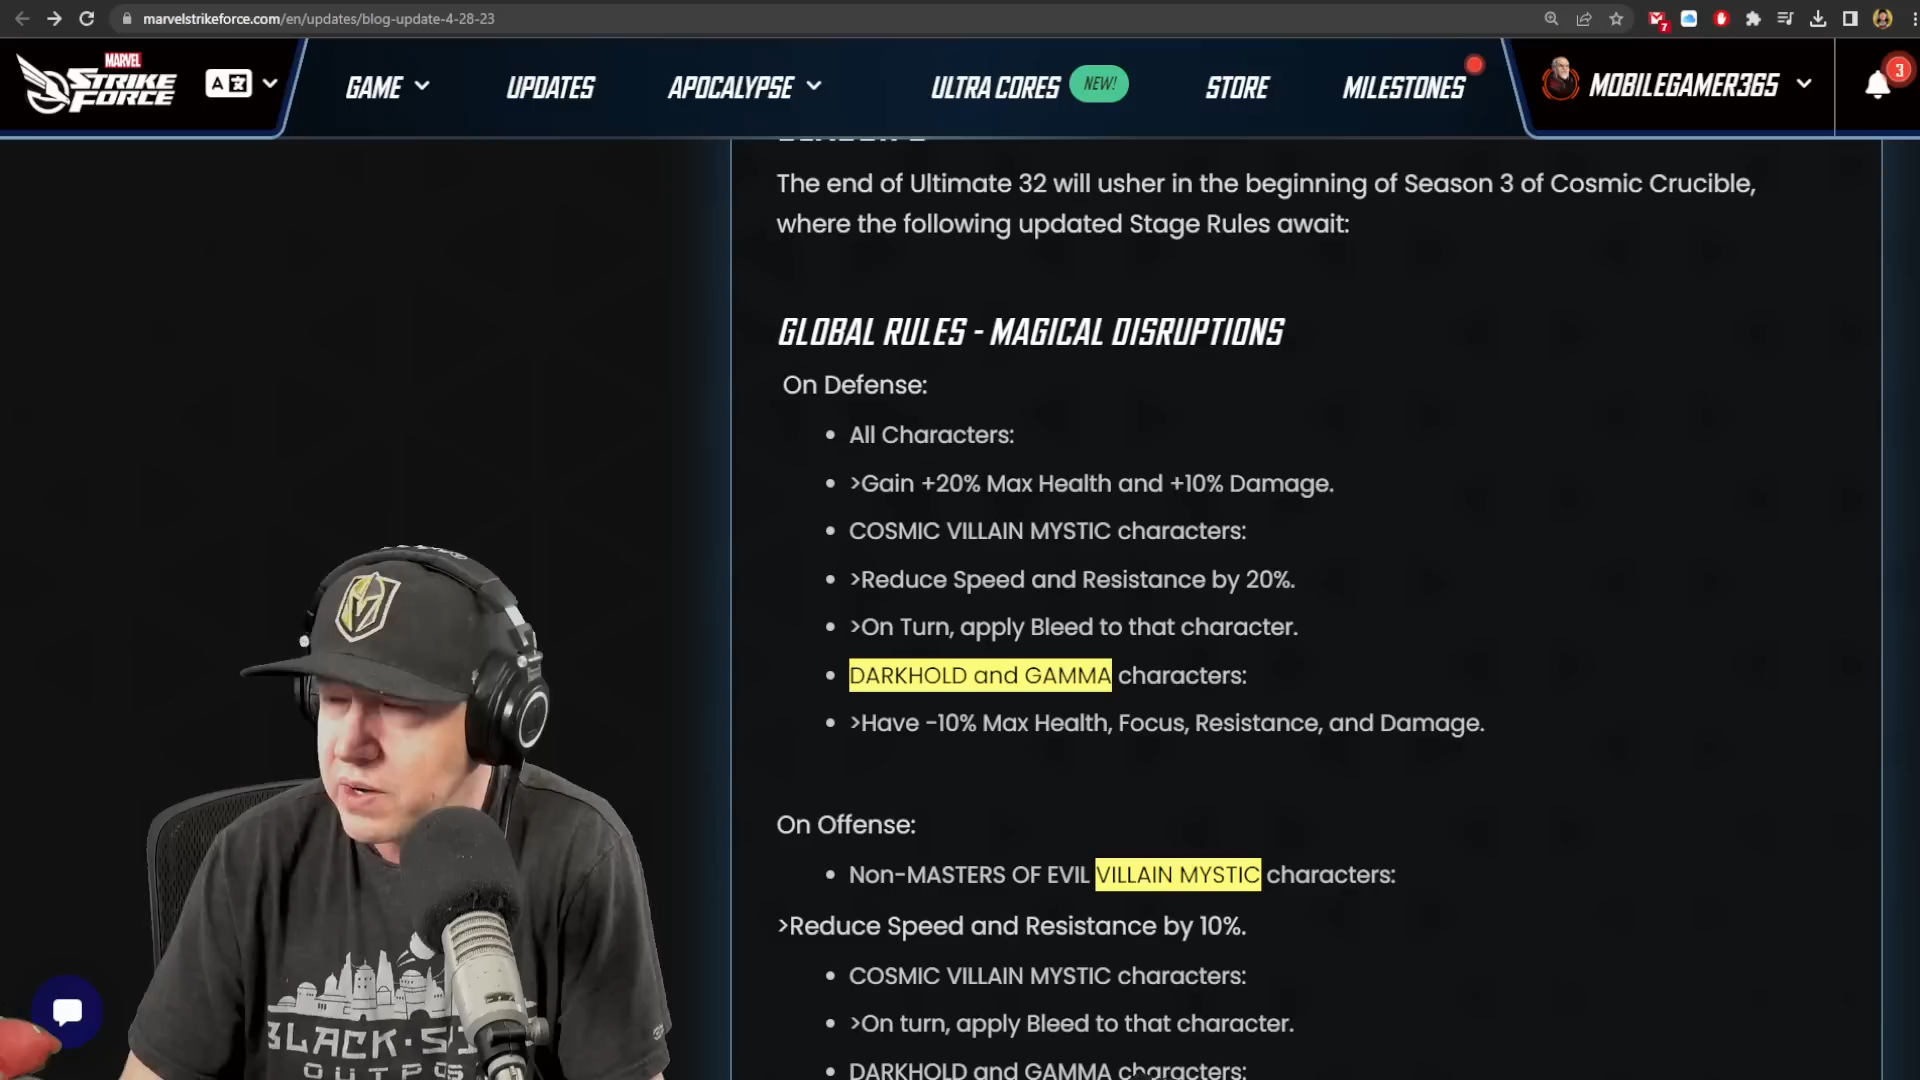 marvelstrikeforce.com/en/updates/blog-update-4-28-23
7
MARVEL
STRIKE
FORCE
A
GAME
UPDATES
APOCALYPSE
ULTRA CORES
NEW!
STORE
MILESTONES
MOBILEGAMER365
3
The end of Ultimate 32 will usher in the beginning of Season 3 of Cosmic Crucible,
where the following updated Stage Rules await:
GLOBAL RULES - MAGICAL DISRUPTIONS
On Defense:
• All Characters:
• >Gain +20% Max Health and +10% Damage.
• COSMIC VILLAIN MYSTIC characters:
• >Reduce Speed and Resistance by 20%.
• >On Turn, apply Bleed to that character.
• DARKHOLD and GAMMA characters:
• >Have -10% Max Health, Focus, Resistance, and Damage.
On Offense:
• Non-MASTERS OF EVIL VILLAIN MYSTIC characters:
>Reduce Speed and Resistance by 10%.
• COSMIC VILLAIN MYSTIC characters:
• >On turn, apply Bleed to that character.
DARKHOLD and GAMMA characters:
BLACK·S
OUTPO